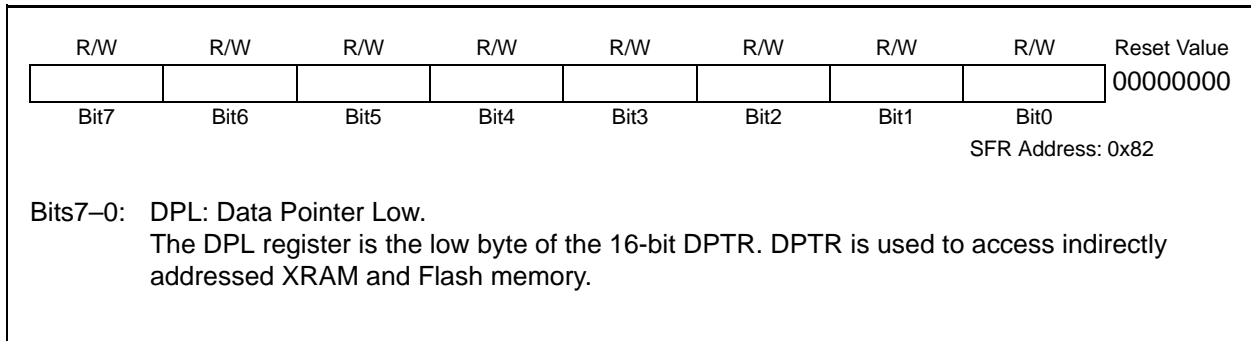 R/W R/W R/W R/W R/W R/W R/W R/W Reset Value
00000000
Bit7 Bit6 Bit5 Bit4 Bit3 Bit2 Bit1 Bit0
SFR Address: 0x82
Bits7–0: DPL: Data Pointer Low.
The DPL register is the low byte of the 16-bit DPTR. DPTR is used to access indirectly
addressed XRAM and Flash memory.